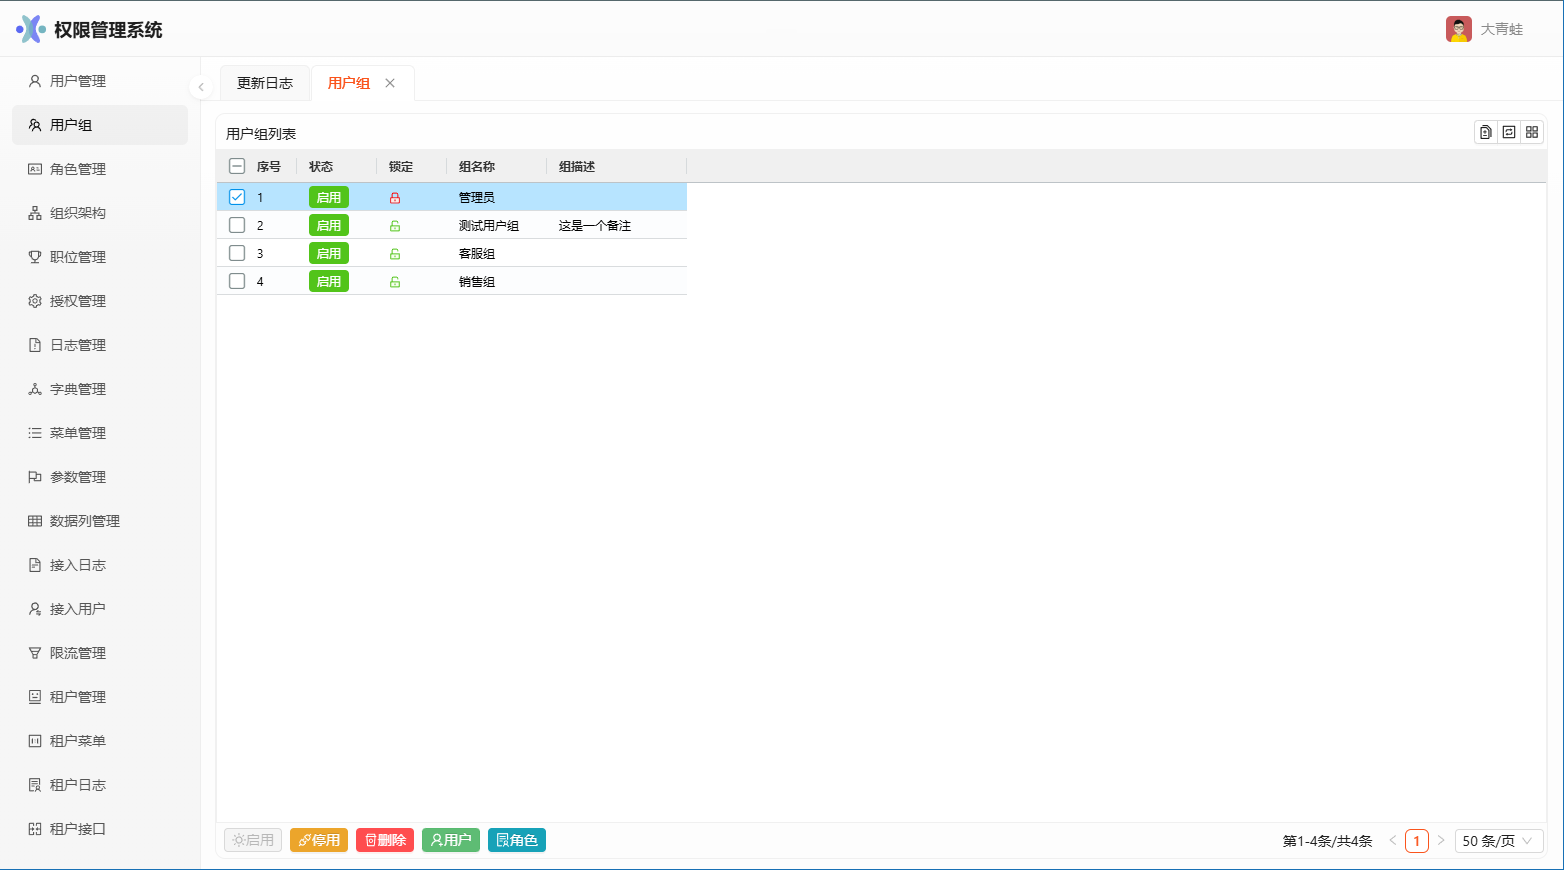 权限管理系统
大青蛙
用户管理
用户组
角色管理
组织架构
职位管理
授权管理
日志管理
字典管理
菜单管理
参数管理
数据列管理
接入日志
接入用户
限流管理
租户管理
租户菜单
租户日志
租户接口
更新日志 用户组
用户组列表
序号 状态 锁定 组名称 组描述
1 启用 管理员
2 启用 测试用户组 这是一个备注
3 启用 客服组
4 启用 销售组
启用 停用 删除 用户 角色 第1-4条/共4条 1 50 条/页